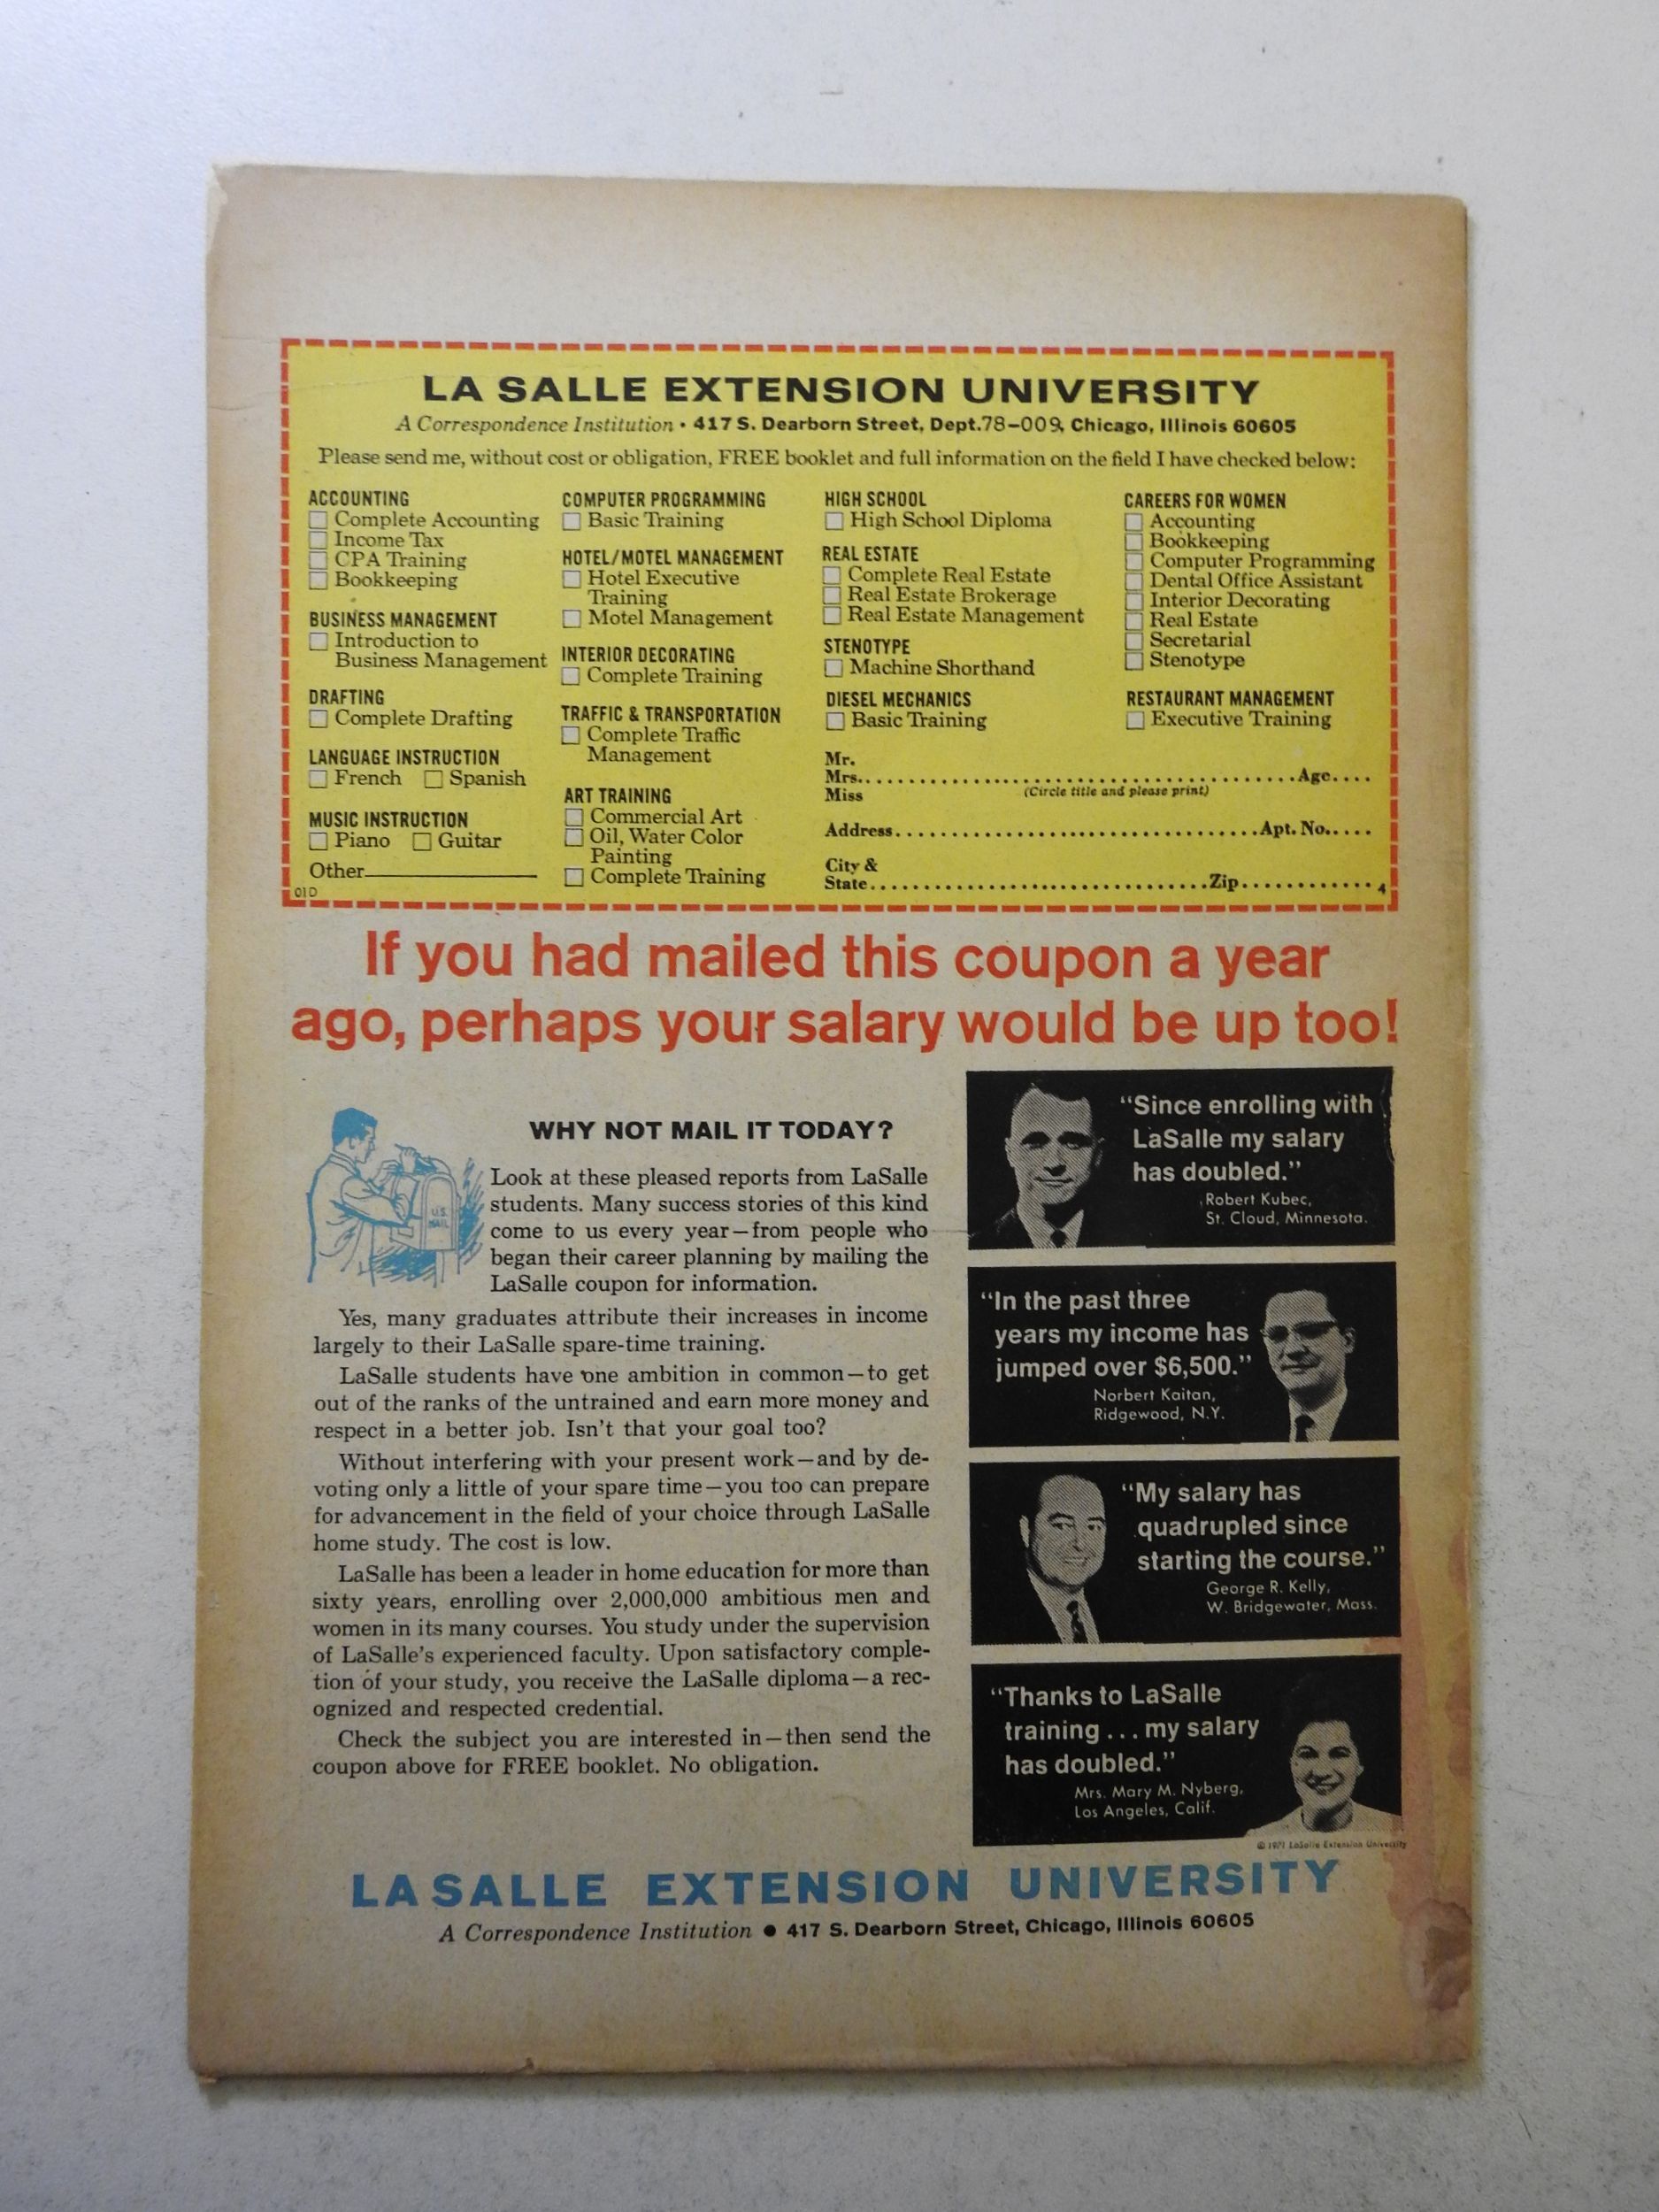 LA SALLE EXTENSION UNIVERSITY
A Correspondence Institution • 417 S. Dearborn Street, Dept. 78-009, Chicago, Illinois 60605
Please send me, without cost or obligation, FREE booklet and full information on the field I have checked below:
ACCOUNTING
Complete Accounting
Income Tax
CPA Training
Bookkeeping
BUSINESS MANAGEMENT
Introduction to
Business Management
DRAFTING
Complete Drafting
LANGUAGE INSTRUCTION
French Spanish
MUSIC INSTRUCTION
Piano Guitar
Other
01D
COMPUTER PROGRAMMING
Basic Training
HOTEL/MOTEL MANAGEMENT
Hotel Executive
Training
Motel Management
INTERIOR DECORATING
Complete Training
TRAFFIC & TRANSPORTATION
Complete Traffic
Management
ART TRAINING
Commercial Art
Oil, Water Color
Painting
Complete Training
HIGH SCHOOL
High School Diploma
REAL ESTATE
Complete Real Estate
Real Estate Brokerage
Real Estate Management
STENOTYPE
Machine Shorthand
DIESEL MECHANICS
Basic Training
CAREERS FOR WOMEN
Accounting
Bookkeeping
Computer Programming
Dental Office Assistant
Interior Decorating
Real Estate
Secretarial
Stenotype
RESTAURANT MANAGEMENT
Executive Training
Mr.
Mrs. Age
Miss (Circle title and please print)
Address Apt. No.
City &
State Zip 4
If you had mailed this coupon a year
ago, perhaps your salary would be up too!
WHY NOT MAIL IT TODAY?
U.S.
MAIL
Look at these pleased reports from LaSalle
students. Many success stories of this kind
come to us every year—from people who
began their career planning by mailing the
LaSalle coupon for information.
Yes, many graduates attribute their increases in income
largely to their LaSalle spare-time training.
LaSalle students have one ambition in common—to get
out of the ranks of the untrained and earn more money and
respect in a better job. Isn't that your goal too?
Without interfering with your present work—and by de-
voting only a little of your spare time—you too can prepare
for advancement in the field of your choice through LaSalle
home study. The cost is low.
LaSalle has been a leader in home education for more than
sixty years, enrolling over 2,000,000 ambitious men and
women in its many courses. You study under the supervision
of LaSalle's experienced faculty. Upon satisfactory comple-
tion of your study, you receive the LaSalle diploma—a rec-
ognized and respected credential.
Check the subject you are interested in—then send the
coupon above for FREE booklet. No obligation.
"Since enrolling with
LaSalle my salary
has doubled."
Robert Kubec,
St. Cloud, Minnesota.
"In the past three
years my income has
jumped over $6,500."
Norbert Kaitan,
Ridgewood, N.Y.
"My salary has
quadrupled since
starting the course."
George R. Kelly,
W. Bridgewater, Mass.
"Thanks to LaSalle
training... my salary
has doubled."
Mrs. Mary M. Nyberg,
Los Angeles, Calif.
© 1971 LaSalle Extension University
LASALLE EXTENSION UNIVERSITY
A Correspondence Institution • 417 S. Dearborn Street, Chicago, Illinois 60605